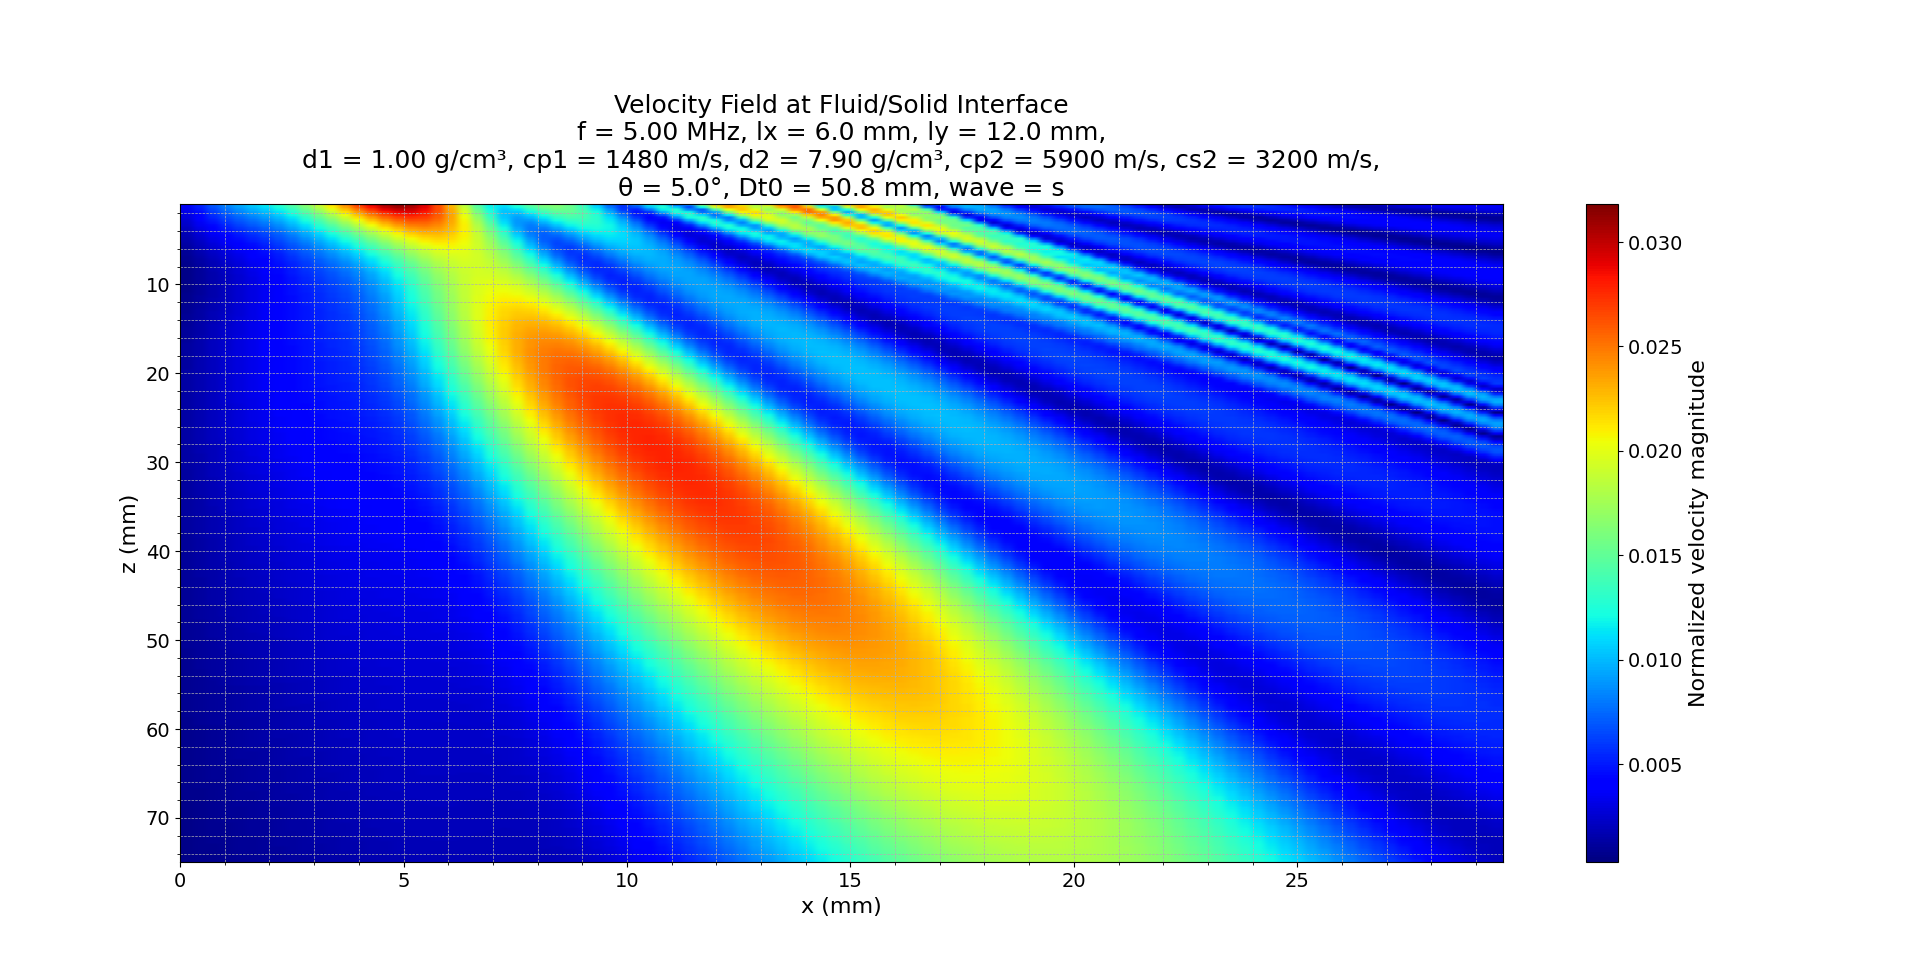 Velocity Field at Fluid/Solid Interface
f = 5.00 MHz, lx = 6.0 mm, ly = 12.0 mm,
d1 = 1.00 g/cm³, cp1 = 1480 m/s, d2 = 7.90 g/cm³, cp2 = 5900 m/s, cs2 = 3200 m/s,
θ = 5.0°, Dt0 = 50.8 mm, wave = s
z (mm)
10
20
30
40
50
60
70
0 5 10 15 20 25
x (mm)
0.030
0.025
0.020
0.015
0.010
0.005
Normalized velocity magnitude